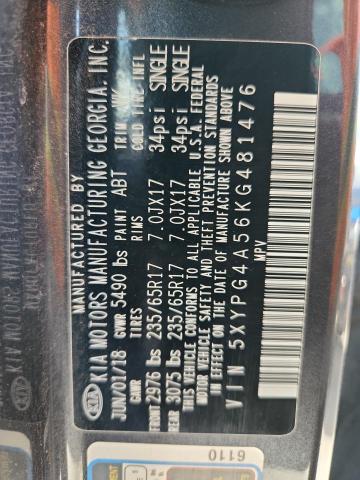 MANUFACTURED BY
KIA MOTORS MANUFACTURING GEORGIA, INC.
JUN/01/18 GVWR 5490 lbs PAINT ABT TRIM WK
GAWR RIMS COLD TIRE INFL
FRONT 2976 lbs 235/65R17 7.0JX17 34psi SINGLE
REAR 3075 lbs 235/65R17 7.0JX17 34psi SINGLE
THIS VEHICLE CONFORMS TO ALL APPLICABLE U.S.A. FEDERAL
MOTOR VEHICLE SAFETY AND THEFT PREVENTION STANDARDS
IN EFFECT ON THE DATE OF MANUFACTURE SHOWN ABOVE
VIN 5XYPG4A56KG481476
MPV
6110